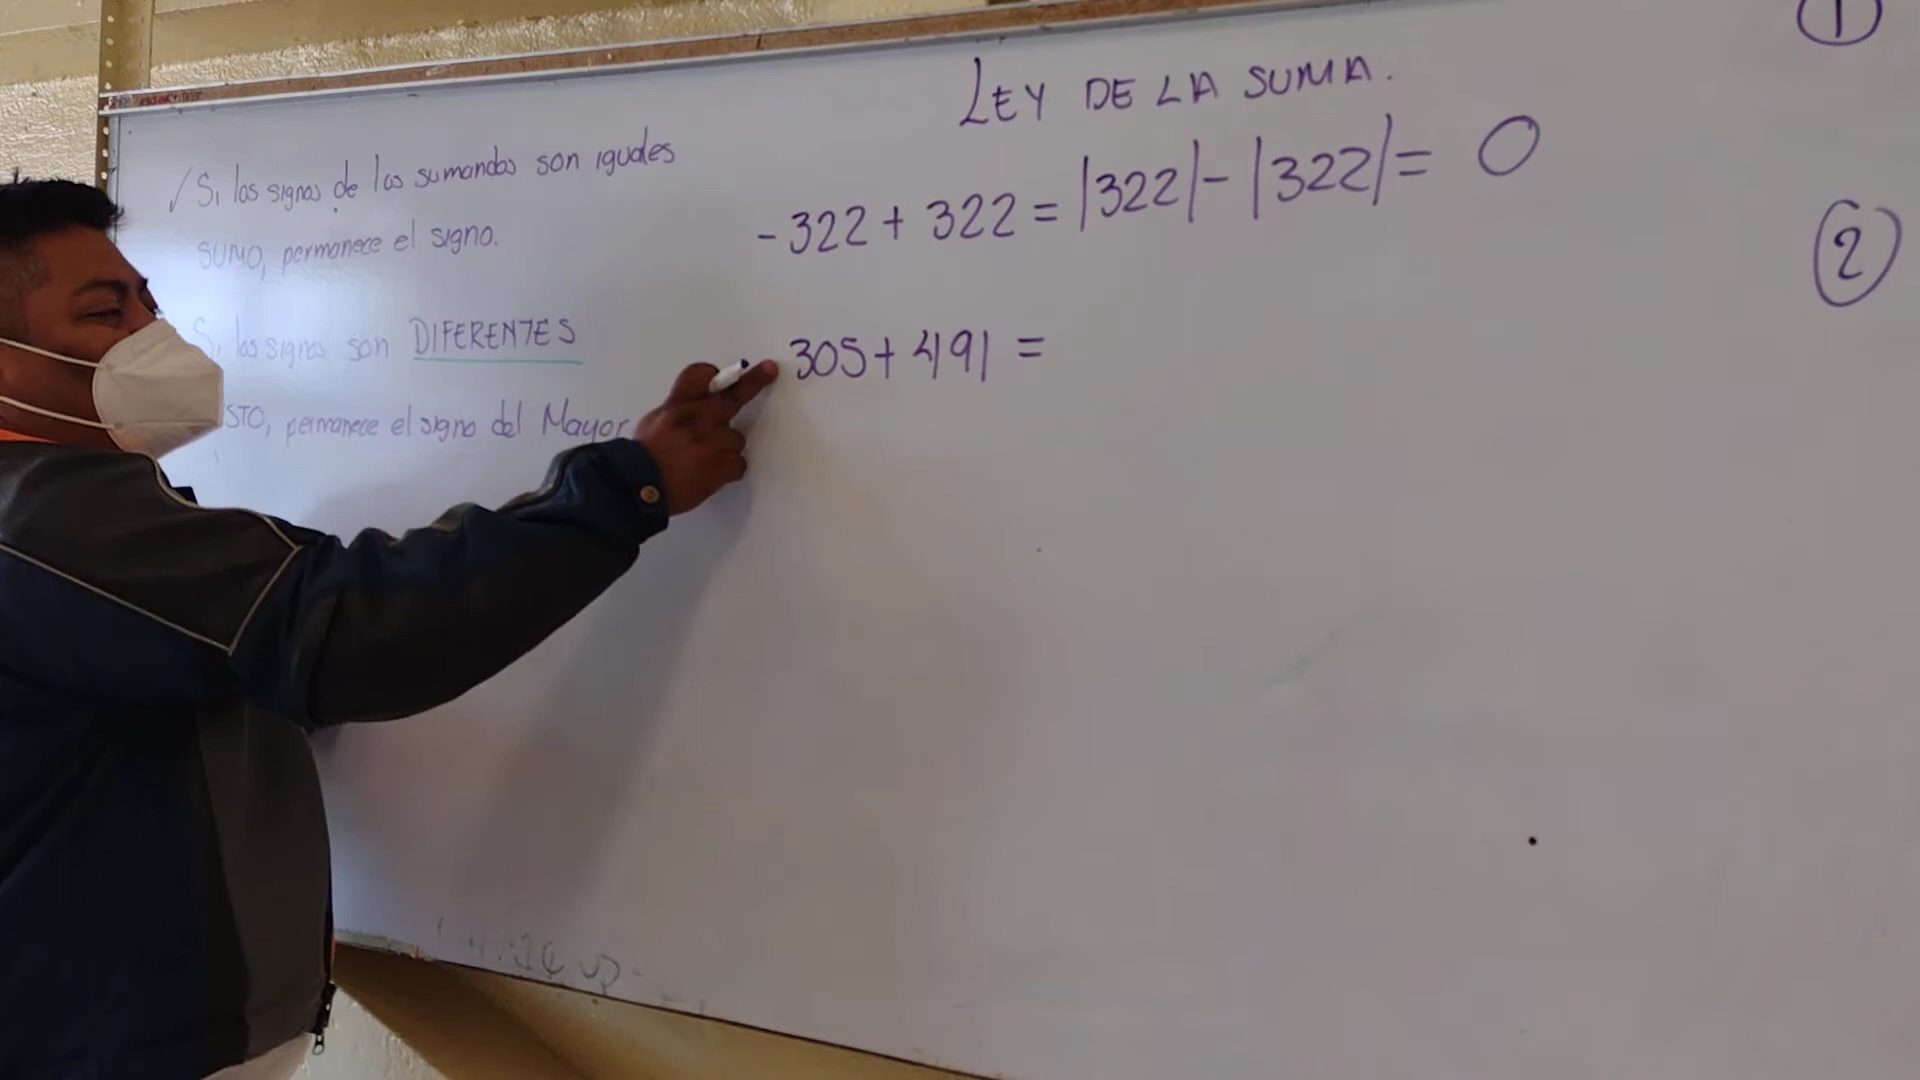 LEY DE LA SUMA.
✓ Si los signos de los sumandos son iguales
SUMO, permanece el signo.
Si los signos son DIFERENTES
STO, permanece el signo del Mayor
-322 + 322 = |322| - |322| = 0
305 + 491 =
1
2